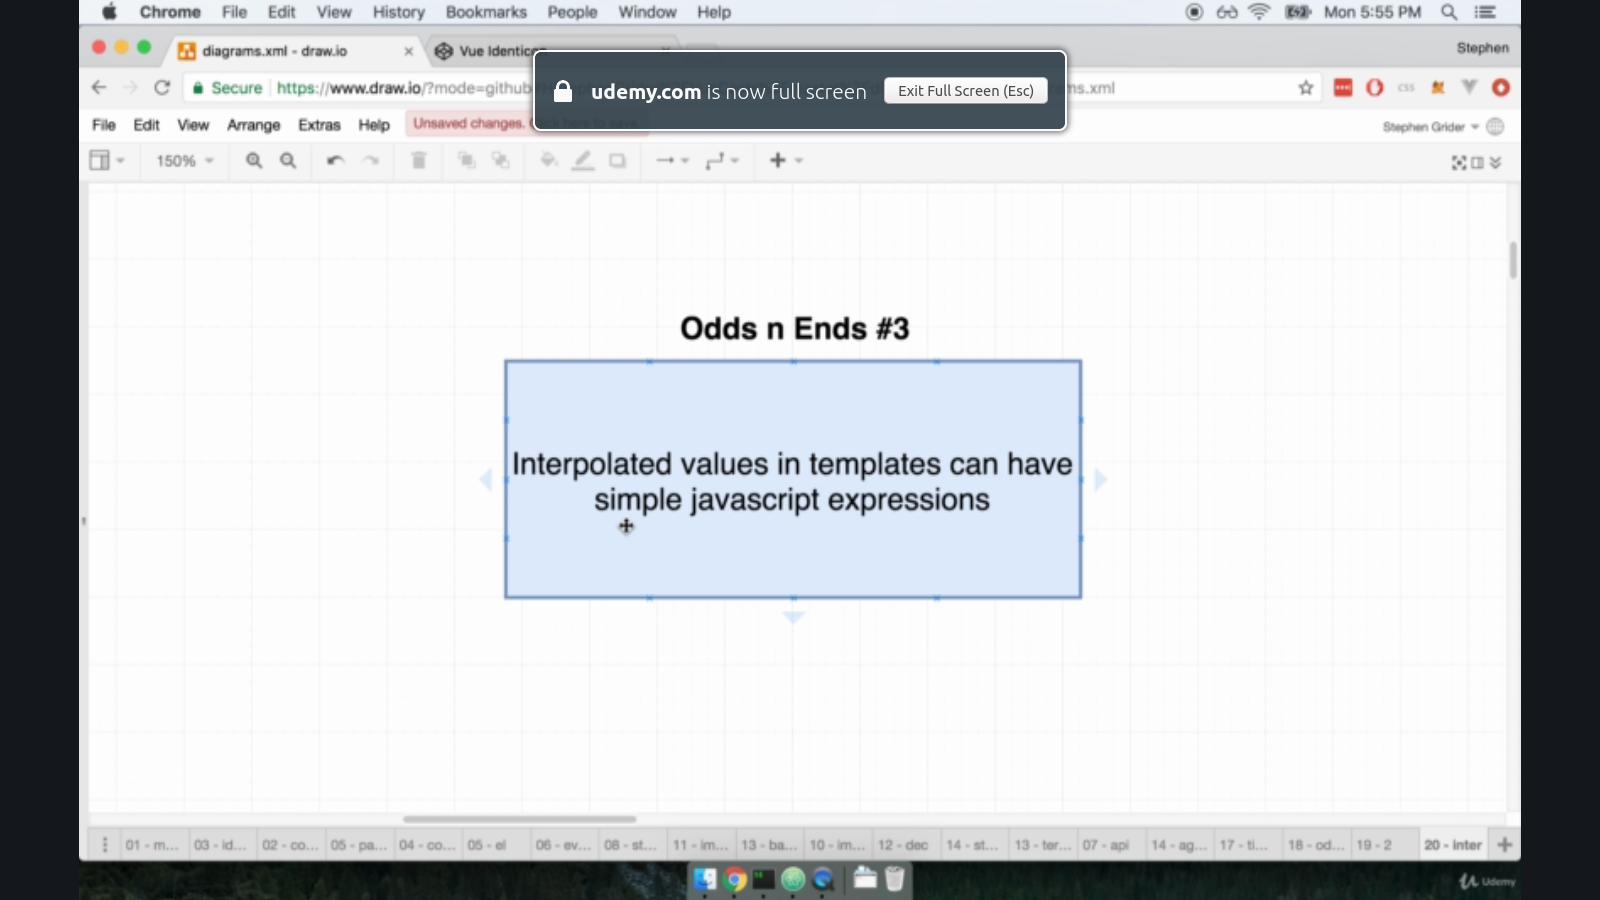 Chrome File Edit View History Bookmarks People Window Help Mon 5:55 PM
diagrams.xml - draw.io Vue Identic Stephen
Secure https://www.draw.io/?mode=github ms.xml
udemy.com is now full screen Exit Full Screen (Esc)
File Edit View Arrange Extras Help Unsaved changes. Stephen Grider
150%
Odds n Ends #3
Interpolated values in templates can have
simple javascript expressions
01 - m... 03 - id... 02 - co... 05 - pa... 04 - co... 05 - el 06 - ev... 08 - st... 11 - im... 13 - ba... 10 - im... 12 - dec 14 - st... 13 - ter... 07 - api 14 - ag... 17 - ti... 18 - od... 19 - 2 20 - inter
Udemy